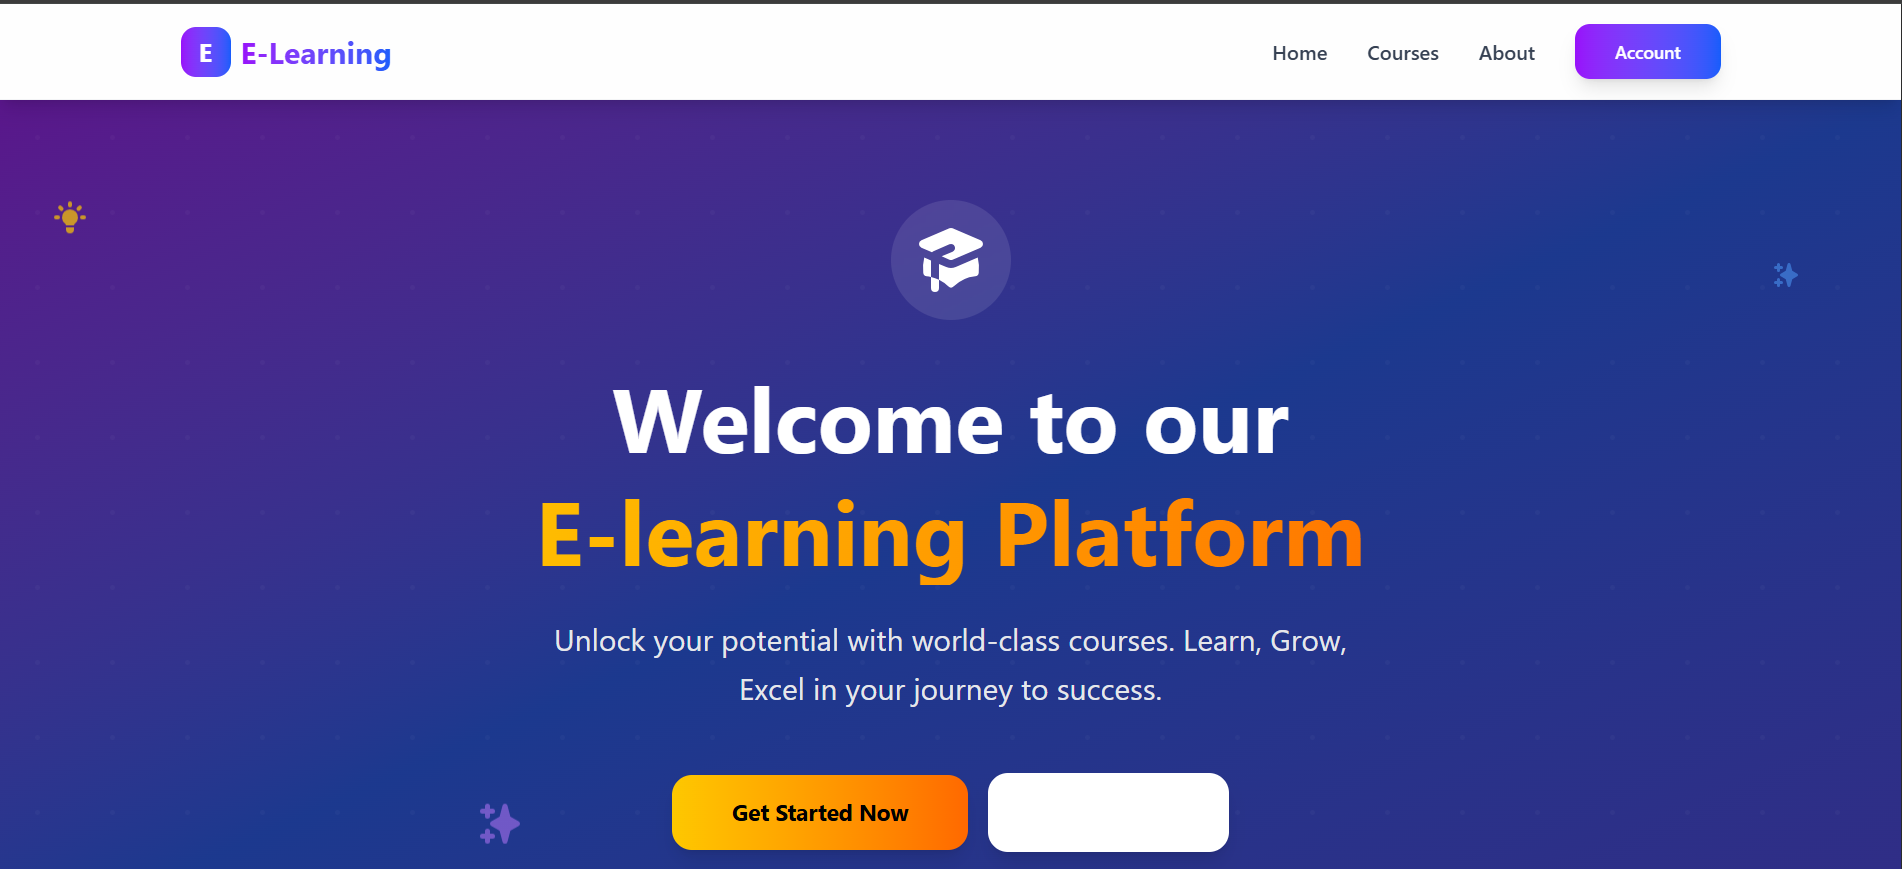 E E-Learning
Home Courses About Account
Welcome to our
E-learning Platform
Unlock your potential with world-class courses. Learn, Grow,
Excel in your journey to success.
Get Started Now